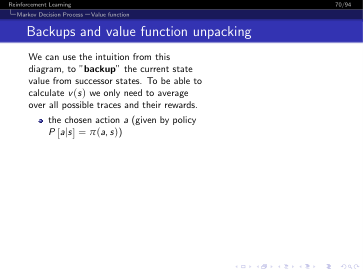 Reinforcement Learning 70/94
Markov Decision Process — Value function
Backups and value function unpacking
We can use the intuition from this
diagram, to "backup" the current state
value from successor states. To be able to
calculate v(s) we only need to average
over all possible traces and their rewards.
the chosen action a (given by policy
P [a|s] = π(a, s))